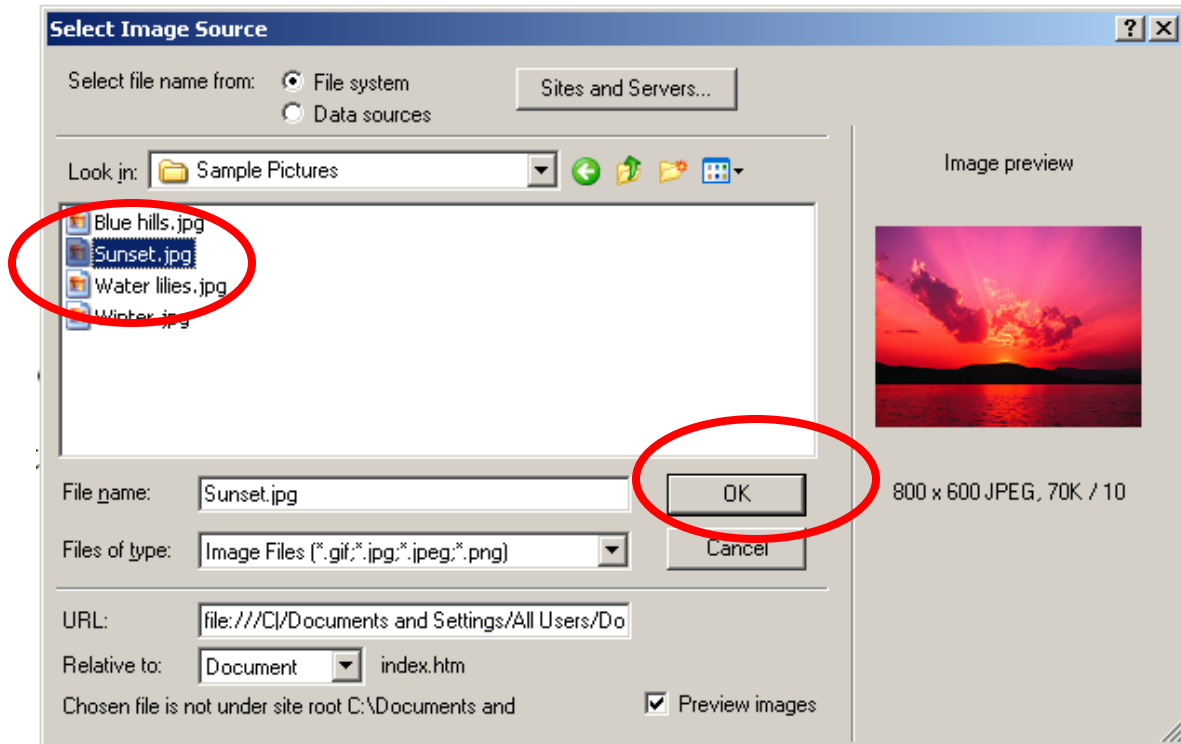 Select Image Source
Select file name from:
File system
Sites and Servers...
Data sources
Look in:
Sample Pictures
Image preview
Blue hills.jpg
Sunset.jpg
Water lilies.jpg
Winter.jpg
File name:
Sunset.jpg
OK
800 x 600 JPEG, 70K / 10
Files of type:
Image Files (*.gif;*.jpg;*.jpeg;*.png)
Cancel
URL:
file:///C|/Documents and Settings/All Users/Do
Relative to:
Document
index.htm
Chosen file is not under site root C:\Documents and
Preview images